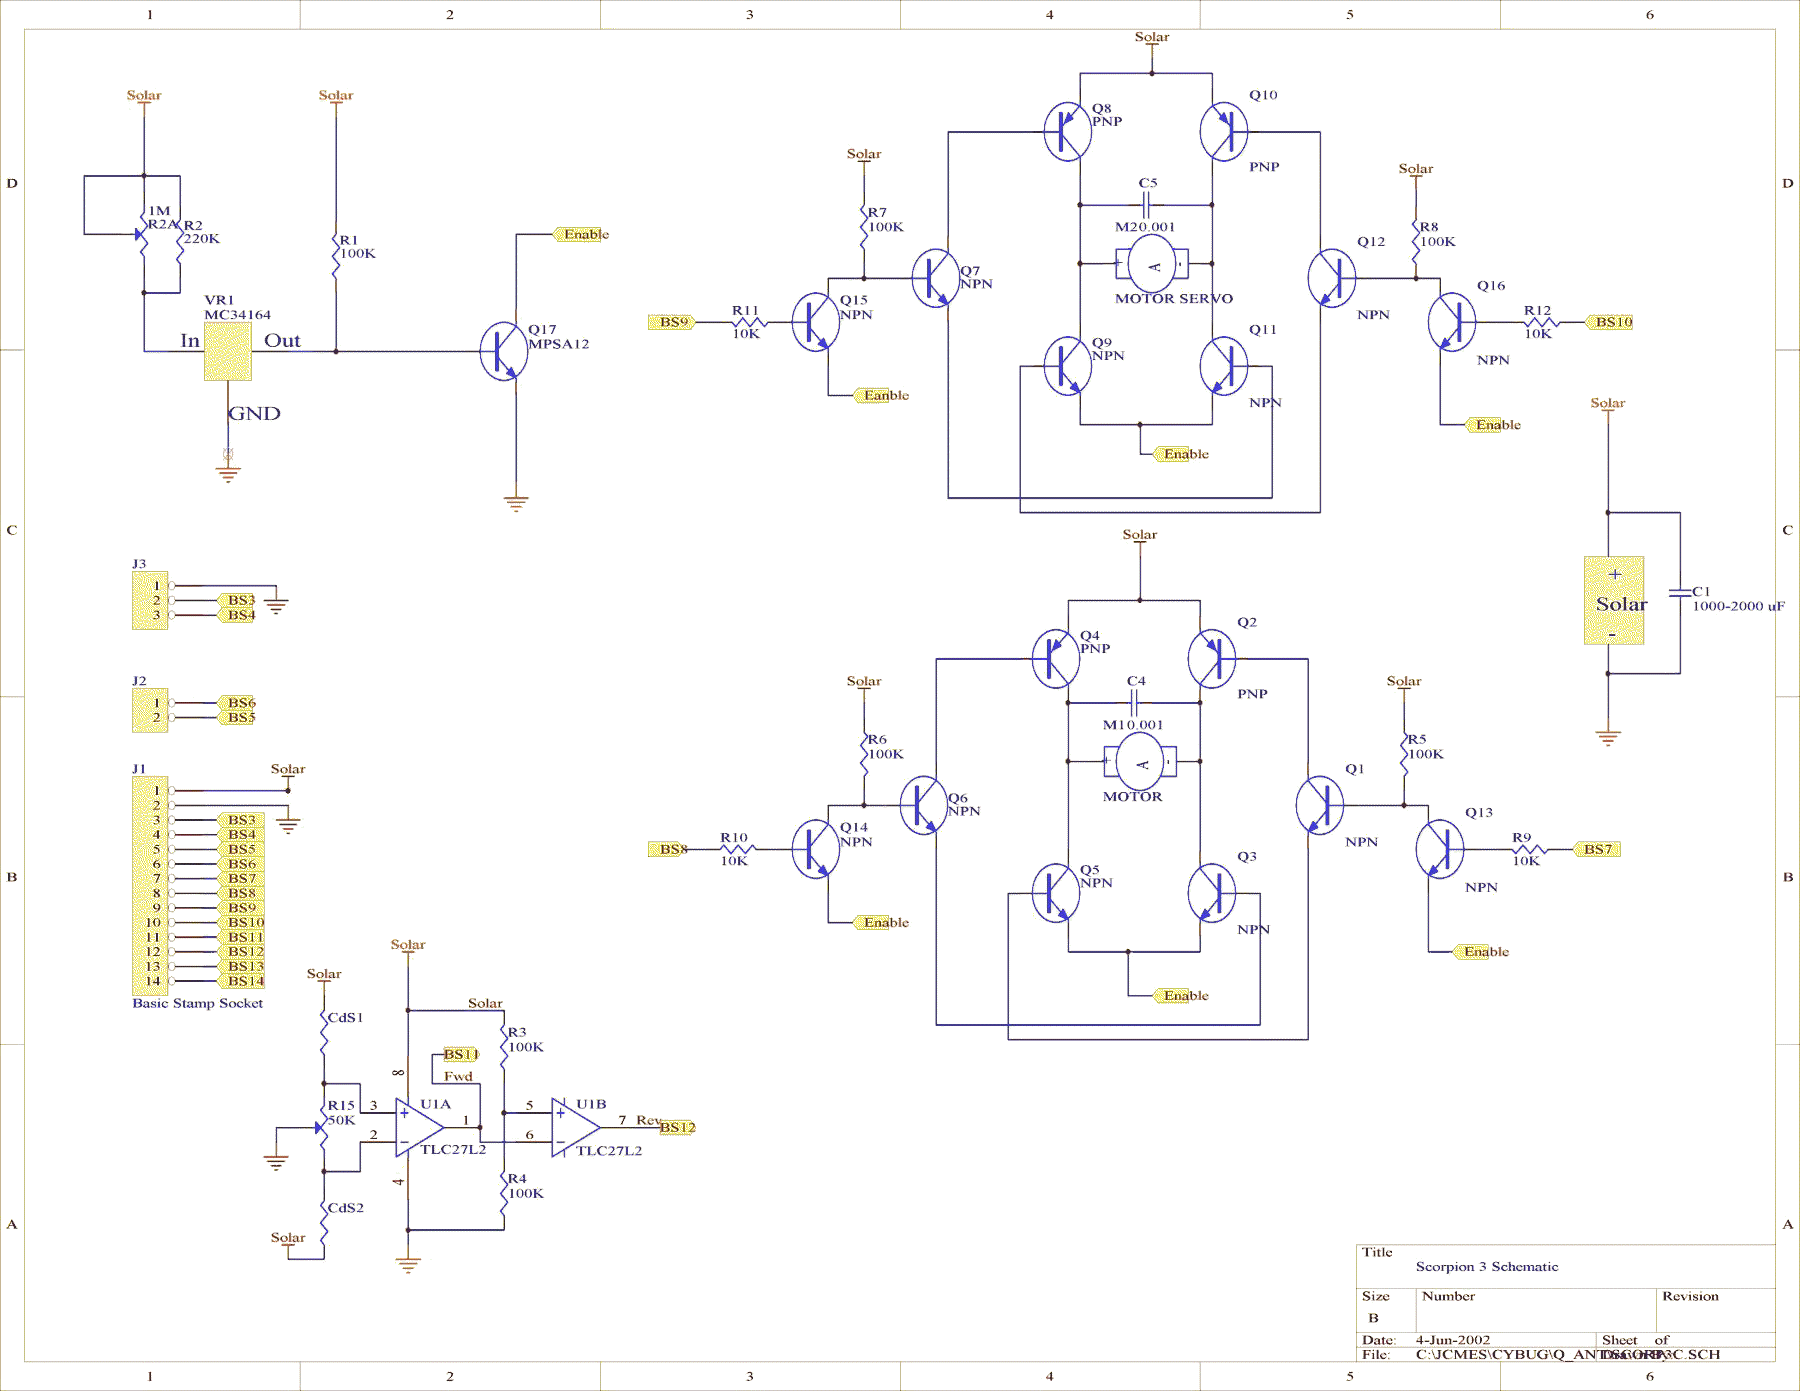 1 2 3 4 5 6
D
D
C
C
B
B
A
A
Solar
Solar
1M
R2A
R2
220K
R1
100K
VR1
MC34164
In
Out
GND
Enable
Q17
MPSA12
Solar
Q8
PNP
Q10
PNP
C5
M20.001
A
+
-
MOTOR SERVO
Solar
R7
100K
Q7
NPN
BS9
R11
10K
Q15
NPN
Eanble
Q9
NPN
Q11
NPN
Enable
Solar
R8
100K
Q12
NPN
Q16
NPN
R12
10K
BS10
Enable
Solar
+
Solar
-
C1
1000-2000 uF
J3
1
2 BS3
3 BS4
J2
1 BS6
2 BS5
J1
Solar
1
2
3 BS3
4 BS4
5 BS5
6 BS6
7 BS7
8 BS8
9 BS9
10 BS10
11 BS11
12 BS12
13 BS13
14 BS14
Basic Stamp Socket
Solar
Q4
PNP
Q2
PNP
C4
M10.001
A
+
-
MOTOR
Solar
R6
100K
Q6
NPN
BS8
R10
10K
Q14
NPN
Enable
Q5
NPN
Q3
NPN
Enable
Solar
R5
100K
Q1
NPN
Q13
NPN
R9
10K
BS7
Enable
Solar
CdS1
R15
50K
CdS2
Solar
Solar
Solar
8
BS11
Fwd
R3
100K
3
+
2
-
U1A
1
TLC27L2
4
5
+
6
-
U1B
7 Rev
BS12
TLC27L2
R4
100K
Title
Scorpion 3 Schematic
Size
B
Number
Revision
Date: 4-Jun-2002
Sheet of
File: C:\JCMES\CYBUG\Q_ANT\SCORP3C.SCH
1 2 3 4 5 6